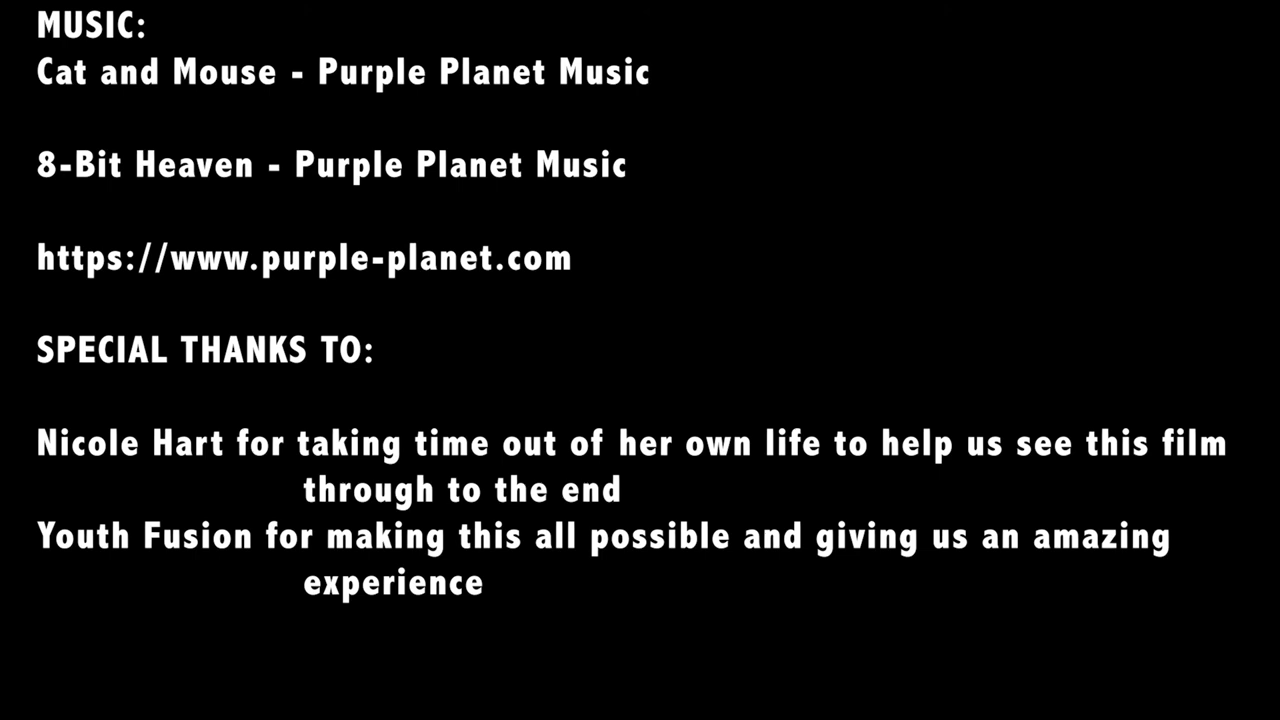 MUSIC:
Cat and Mouse - Purple Planet Music
8-Bit Heaven - Purple Planet Music
https://www.purple-planet.com
SPECIAL THANKS TO:
Nicole Hart for taking time out of her own life to help us see this film
through to the end
Youth Fusion for making this all possible and giving us an amazing
experience